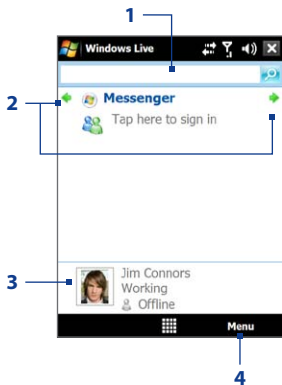 1
Windows Live
2
Messenger
Tap here to sign in
3
Jim Connors
Working
Offline
Menu
4